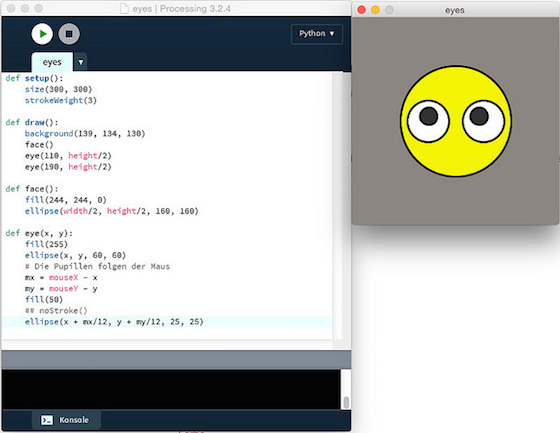 eyes | Processing 3.2.4
Python ▾
eyes ▾
def setup():
    size(300, 300)
    strokeWeight(3)
def draw():
    background(139, 134, 130)
    face()
    eye(110, height/2)
    eye(190, height/2)
def face():
    fill(244, 244, 0)
    ellipse(width/2, height/2, 160, 160)
def eye(x, y):
    fill(255)
    ellipse(x, y, 60, 60)
    # Die Pupillen folgen der Maus
    mx = mouseX - x
    my = mouseY - y
    fill(50)
    ## noStroke()
    ellipse(x + mx/12, y + my/12, 25, 25)
Konsole
eyes